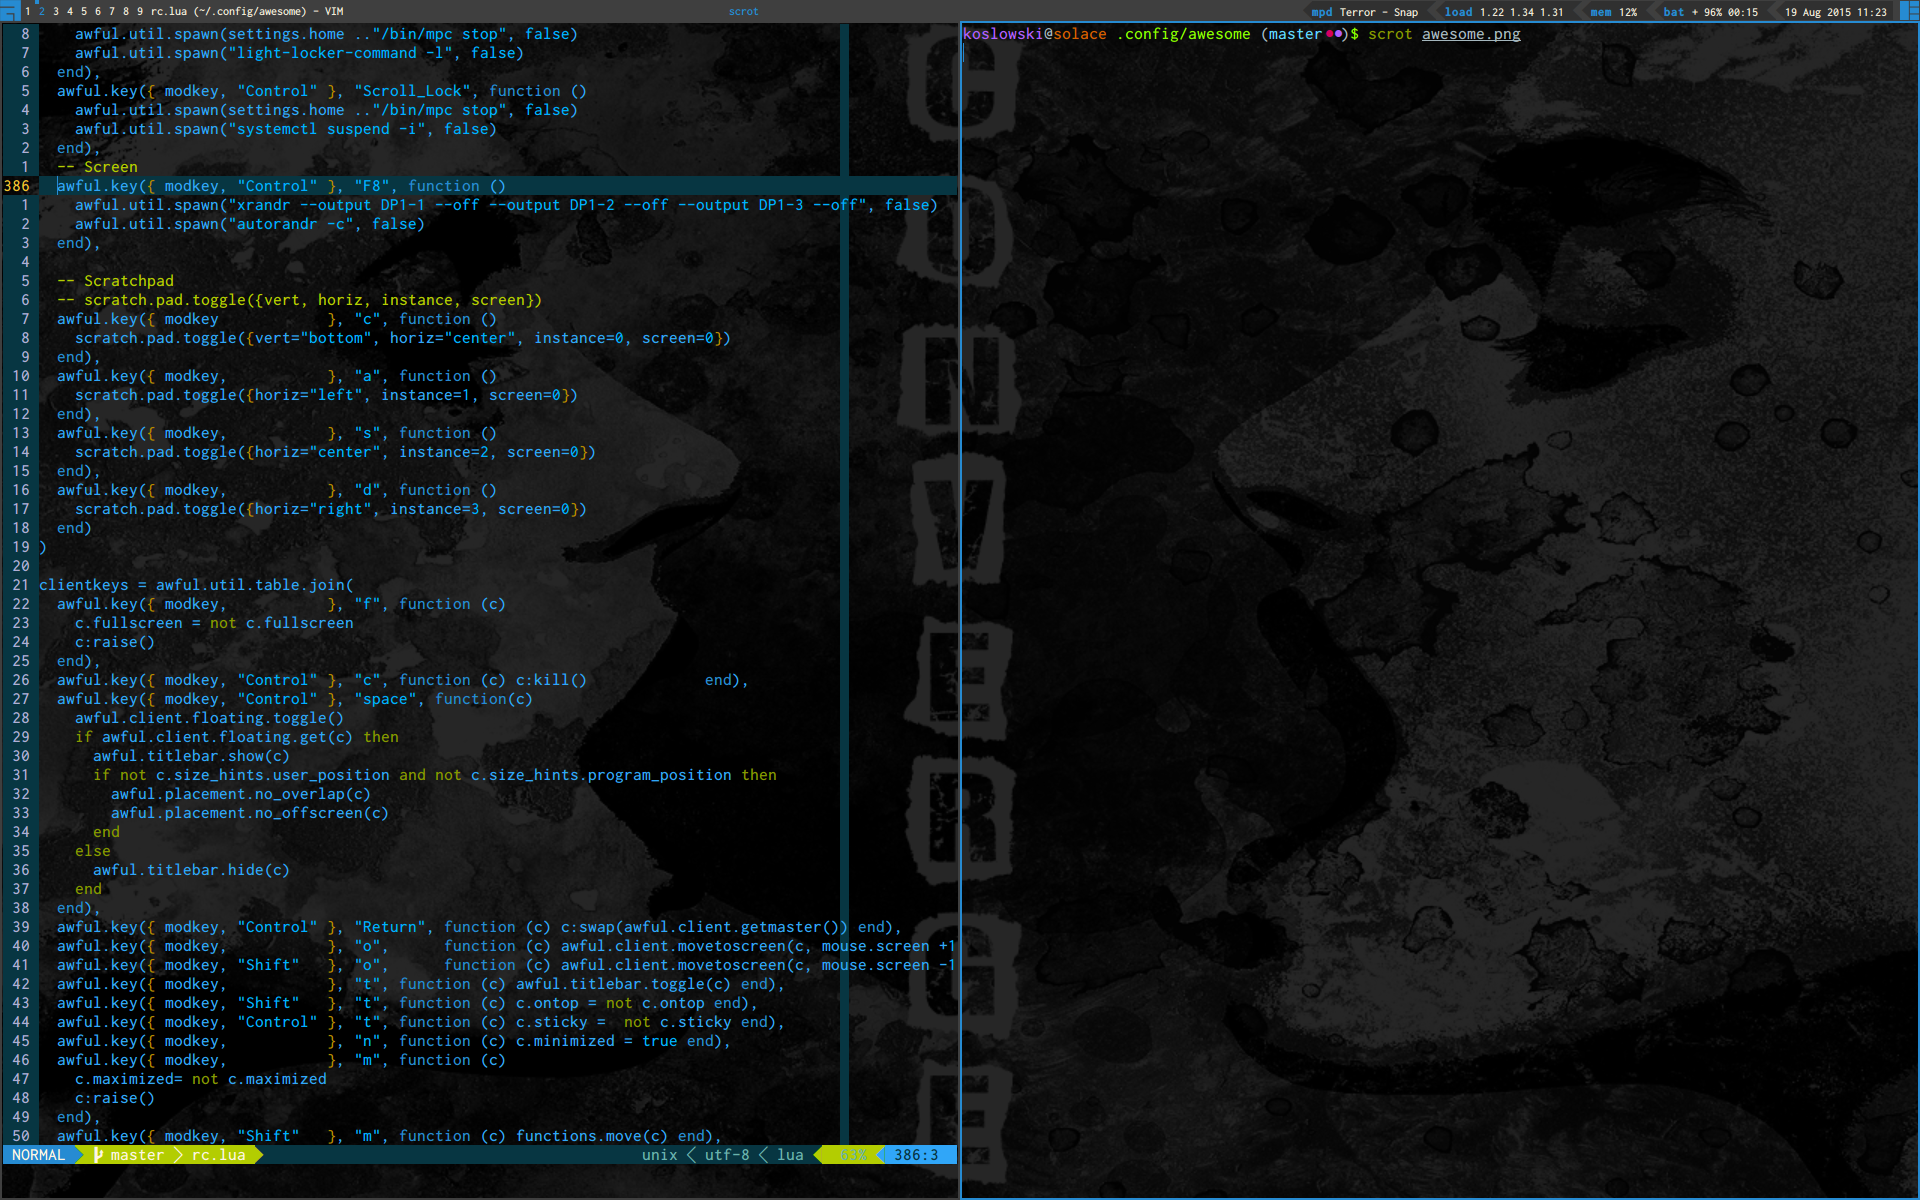 1 2 3 4 5 6 7 8 9 rc.lua (~/.config/awesome) - VIM
scrot
mpd Terror - Snap
load 1.22 1.34 1.31
mem 12%
bat + 96% 00:15
19 Aug 2015 11:23
8     awful.util.spawn(settings.home .."/bin/mpc stop", false)
7     awful.util.spawn("light-locker-command -l", false)
6   end),
5   awful.key({ modkey, "Control" }, "Scroll_Lock", function ()
4     awful.util.spawn(settings.home .."/bin/mpc stop", false)
3     awful.util.spawn("systemctl suspend -i", false)
2   end),
1   -- Screen
386   awful.key({ modkey, "Control" }, "F8", function ()
1     awful.util.spawn("xrandr --output DP1-1 --off --output DP1-2 --off --output DP1-3 --off", false)
2     awful.util.spawn("autorandr -c", false)
3   end),
4
5   -- Scratchpad
6   -- scratch.pad.toggle({vert, horiz, instance, screen})
7   awful.key({ modkey            }, "c", function ()
8     scratch.pad.toggle({vert="bottom", horiz="center", instance=0, screen=0})
9   end),
10   awful.key({ modkey,           }, "a", function ()
11     scratch.pad.toggle({horiz="left", instance=1, screen=0})
12   end),
13   awful.key({ modkey,           }, "s", function ()
14     scratch.pad.toggle({horiz="center", instance=2, screen=0})
15   end),
16   awful.key({ modkey,           }, "d", function ()
17     scratch.pad.toggle({horiz="right", instance=3, screen=0})
18   end)
19 )
20
21 clientkeys = awful.util.table.join(
22   awful.key({ modkey,           }, "f", function (c)
23     c.fullscreen = not c.fullscreen
24     c:raise()
25   end),
26   awful.key({ modkey, "Control" }, "c", function (c) c:kill()             end),
27   awful.key({ modkey, "Control" }, "space", function(c)
28     awful.client.floating.toggle()
29     if awful.client.floating.get(c) then
30       awful.titlebar.show(c)
31       if not c.size_hints.user_position and not c.size_hints.program_position then
32         awful.placement.no_overlap(c)
33         awful.placement.no_offscreen(c)
34       end
35     else
36       awful.titlebar.hide(c)
37     end
38   end),
39   awful.key({ modkey, "Control" }, "Return", function (c) c:swap(awful.client.getmaster()) end),
40   awful.key({ modkey,           }, "o",      function (c) awful.client.movetoscreen(c, mouse.screen +1
41   awful.key({ modkey, "Shift"   }, "o",      function (c) awful.client.movetoscreen(c, mouse.screen -1
42   awful.key({ modkey,           }, "t", function (c) awful.titlebar.toggle(c) end),
43   awful.key({ modkey, "Shift"   }, "t", function (c) c.ontop = not c.ontop end),
44   awful.key({ modkey, "Control" }, "t", function (c) c.sticky =  not c.sticky end),
45   awful.key({ modkey,           }, "n", function (c) c.minimized = true end),
46   awful.key({ modkey,           }, "m", function (c)
47     c.maximized= not c.maximized
48     c:raise()
49   end),
50   awful.key({ modkey, "Shift"   }, "m", function (c) functions.move(c) end),
NORMAL master rc.lua unix utf-8 lua 63% 386:3
koslowski@solace .config/awesome (master●●)$ scrot awesome.png
CONVERGE